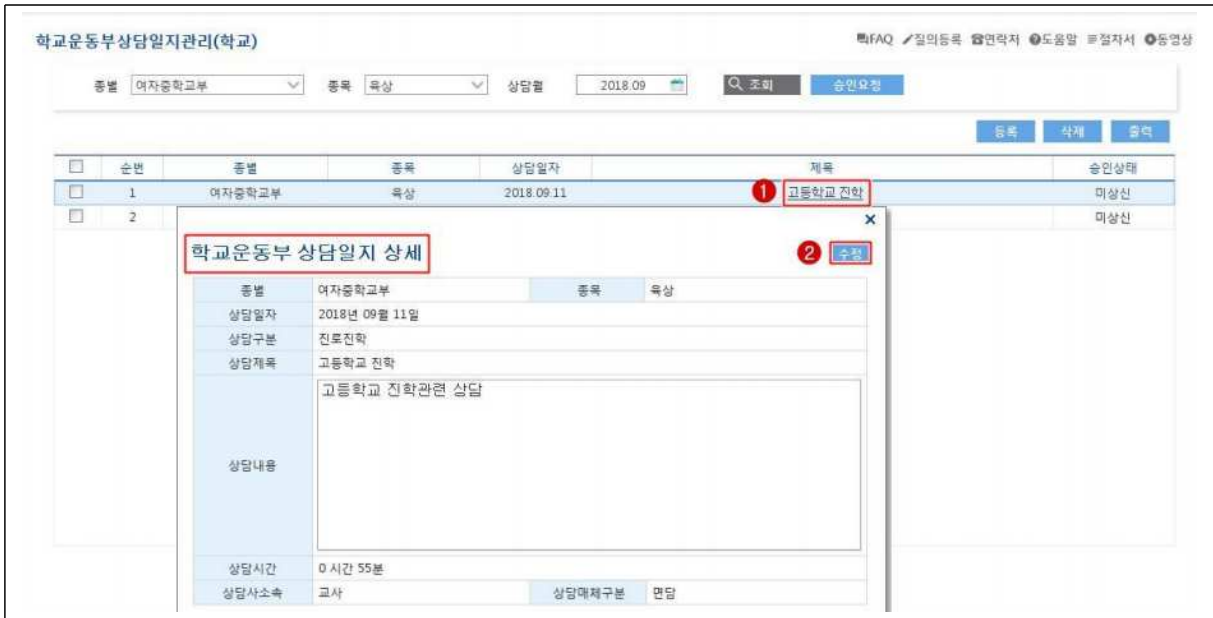 학교운동부상담일지관리(학교)
FAQ 질의등록 연락처 도움말 절차서 동영상
종별 여자중학교부 종목 육상 상담월 2018.09 조회 승인요청
등록 삭제 출력
순번 종별 종목 상담일자 제목 승인상태
1 여자중학교부 육상 2018.09.11 1 고등학교 진학 미상신
2 미상신
×
학교운동부 상담일지 상세 2 수정
종별 여자중학교부 종목 육상
상담일자 2018년 09월 11일
상담구분 진로진학
상담제목 고등학교 진학
고등학교 진학관련 상담
상담내용
상담시간 0 시간 55분
상담사소속 교사 상담매체구분 면담